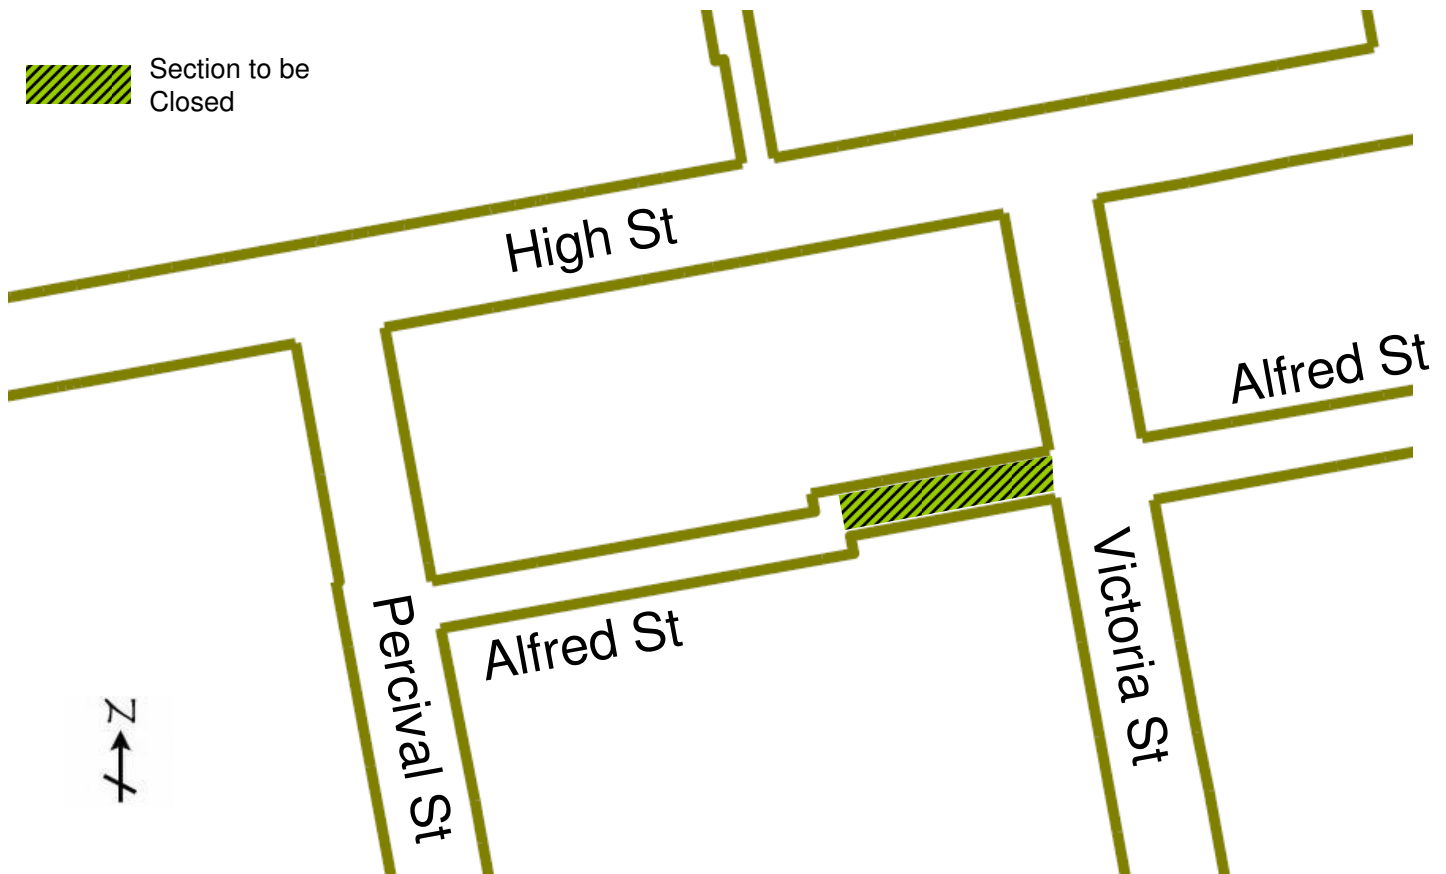 Section to be
Closed
High St
Alfred St
Victoria St
Percival St
Alfred St
N